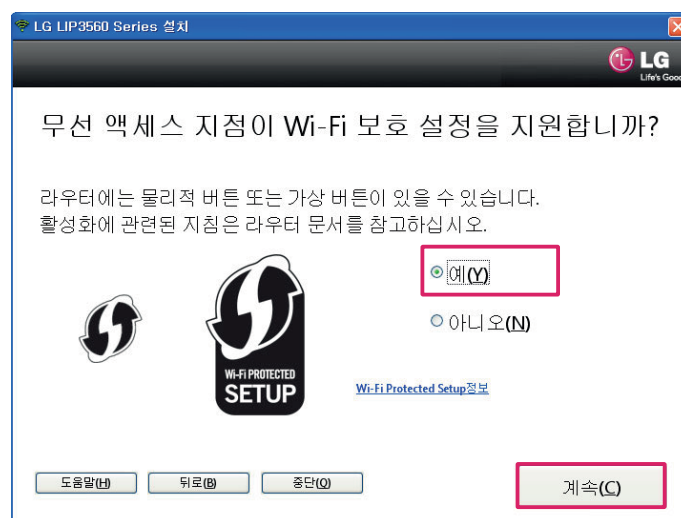 LG LIP3560 Series 설치
LG
Life's Good
무선 액세스 지점이 Wi-Fi 보호 설정을 지원합니까?
라우터에는 물리적 버튼 또는 가상 버튼이 있을 수 있습니다.
활성화에 관련된 지침은 라우터 문서를 참고하십시오.
예(Y)
아니오(N)
Wi-Fi PROTECTED
SETUP
Wi-Fi Protected Setup정보
도움말(H) 뒤로(B) 중단(Q) 계속(C)